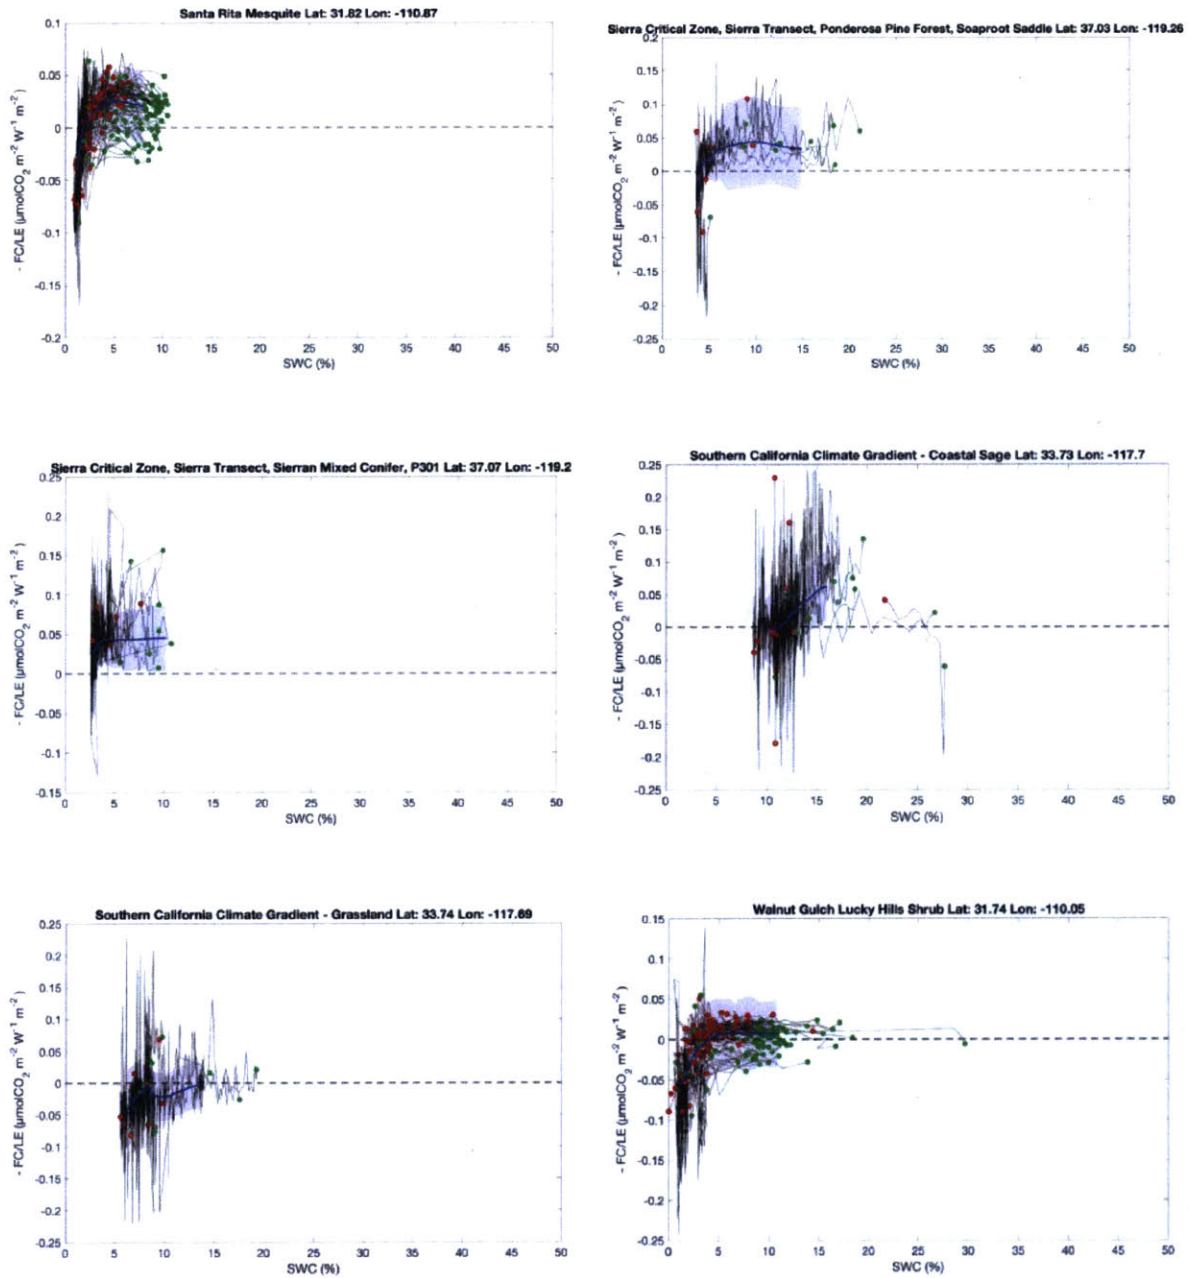 Santa Rita Mesquite Lat: 31.82 Lon: -110.87
0.1
0.05
0
-0.05
-0.1
-0.15
-0.2
- FC/LE (µmolCO2 m-2 W-1 m-2 )
0 5 10 15 20 25 30 35 40 45 50
SWC (%)
Sierra Critical Zone, Sierra Transect, Ponderosa Pine Forest, Soaproot Saddle Lat: 37.03 Lon: -119.26
0.2
0.15
0.1
0.05
0
-0.05
-0.1
-0.15
-0.2
-0.25
- FC/LE (µmolCO2 m-2 W-1 m-2 )
0 5 10 15 20 25 30 35 40 45 50
SWC (%)
Sierra Critical Zone, Sierra Transect, Sierran Mixed Conifer, P301 Lat: 37.07 Lon: -119.2
0.25
0.2
0.15
0.1
0.05
0
-0.05
-0.1
-0.15
- FC/LE (µmolCO2 m-2 W-1 m-2 )
0 5 10 15 20 25 30 35 40 45 50
SWC (%)
Southern California Climate Gradient - Coastal Sage Lat: 33.73 Lon: -117.7
0.25
0.2
0.15
0.1
0.05
0
-0.05
-0.1
-0.15
-0.2
-0.25
- FC/LE (µmolCO2 m-2 W-1 m-2 )
0 5 10 15 20 25 30 35 40 45 50
SWC (%)
Southern California Climate Gradient - Grassland Lat: 33.74 Lon: -117.69
0.25
0.2
0.15
0.1
0.05
0
-0.05
-0.1
-0.15
-0.2
-0.25
- FC/LE (µmolCO2 m-2 W-1 m-2 )
0 5 10 15 20 25 30 35 40 45 50
SWC (%)
Walnut Gulch Lucky Hills Shrub Lat: 31.74 Lon: -110.05
0.15
0.1
0.05
0
-0.05
-0.1
-0.15
-0.2
-0.25
- FC/LE (µmolCO2 m-2 W-1 m-2 )
0 5 10 15 20 25 30 35 40 45 50
SWC (%)